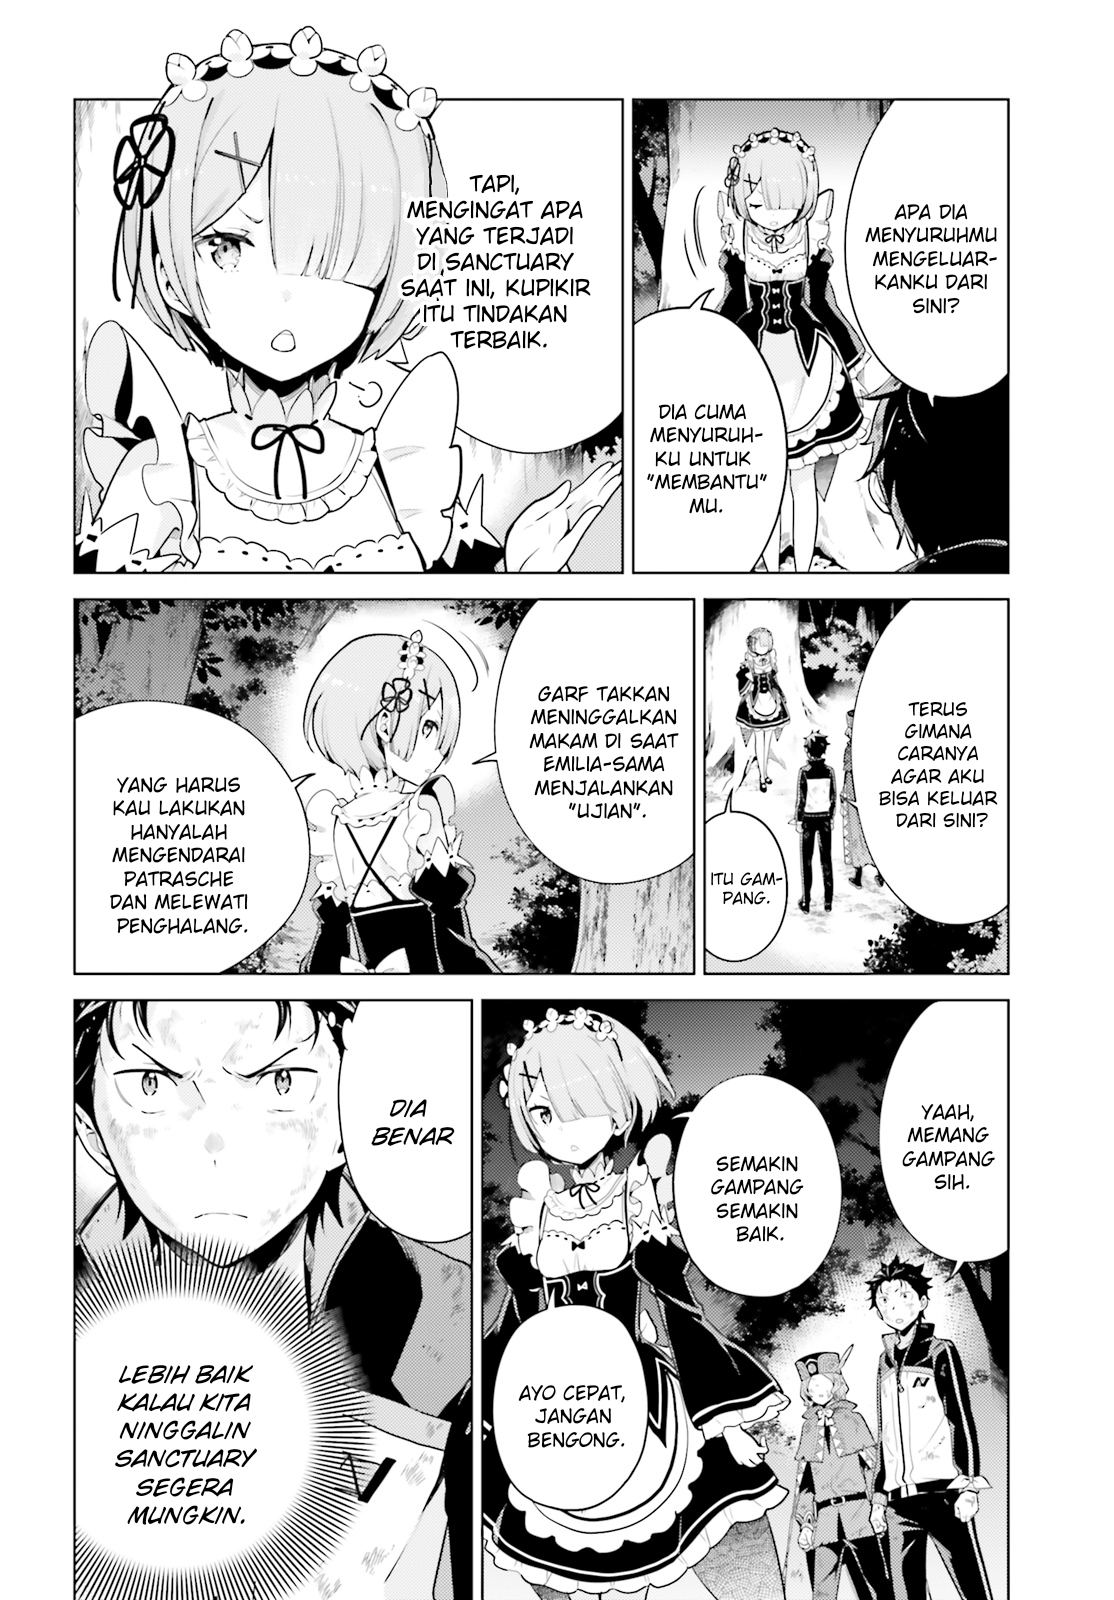 APA DIA
MENYURUHMU
MENGELUAR-
KANKU DARI
SINI?
DIA CUMA
MENYURUH-
KU UNTUK
"MEMBANTU"
MU.
TAPI,
MENGINGAT APA
YANG TERJADI
DI SANCTUARY
SAAT INI, KUPIKIR
ITU TINDAKAN
TERBAIK.
TERUS
GIMANA
CARANYA
AGAR AKU
BISA KELUAR
DARI SINI?
ITU GAM-
PANG.
GARF TAKKAN
MENINGGALKAN
MAKAM DI SAAT
EMILIA-SAMA
MENJALANKAN
"UJIAN".
YANG HARUS
KAU LAKUKAN
HANYALAH
MENGENDARAI
PATRASCHE
DAN MELEWATI
PENGHALANG.
YAAH,
MEMANG
GAMPANG
SIH.
SEMAKIN
GAMPANG
SEMAKIN
BAIK.
AYO CEPAT,
JANGAN
BENGONG.
DIA
BENAR
LEBIH BAIK
KALAU KITA
NINGGALIN
SANCTUARY
SEGERA
MUNGKIN.